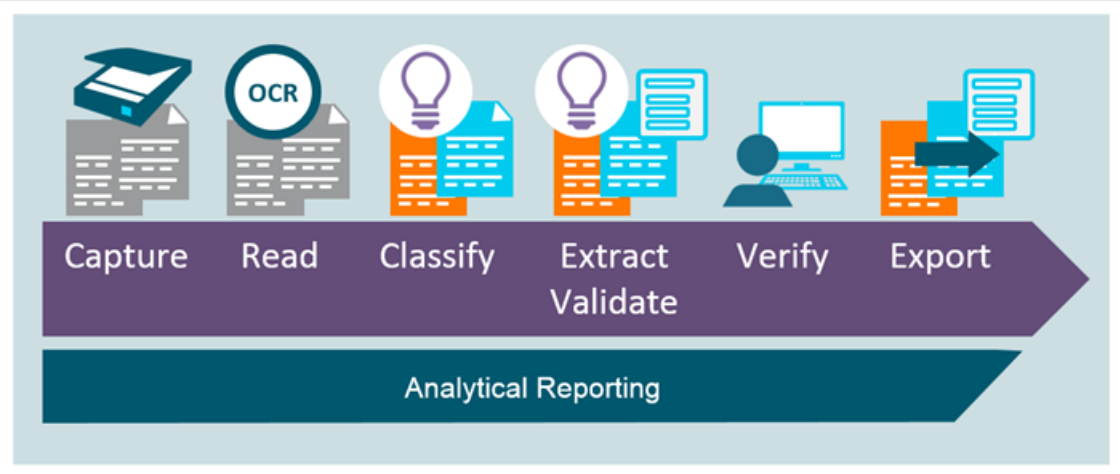 OCR
Capture Read Classify Extract Verify Export
Validate
Analytical Reporting